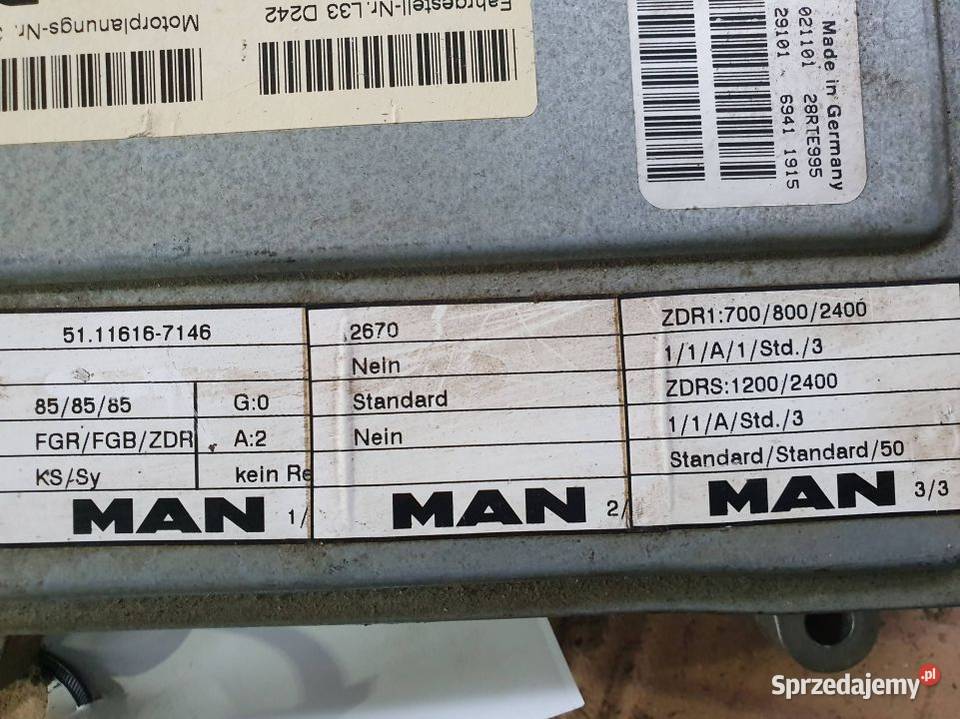 Fahrgestell-Nr. L33 D242
Motorplanungs-Nr.
Made in Germany
021101 28RTE995
29101 - 6941 1915
51.11616-7146
85/85/85 G:0
FGR/FGB/ZDR A:2
KS/Sy kein Re
MAN 1/
2670
Nein
Standard
Nein
MAN 2/
ZDR1:700/800/2400
1/1/A/1/Std./3
ZDRS:1200/2400
1/1/A/Std./3
Standard/Standard/50
MAN 3/3
Sprzedajemy.pl